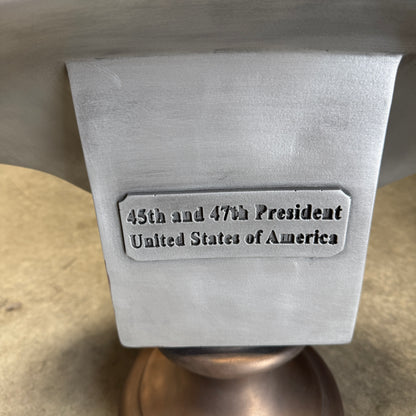 45th and 47th President
United States of America